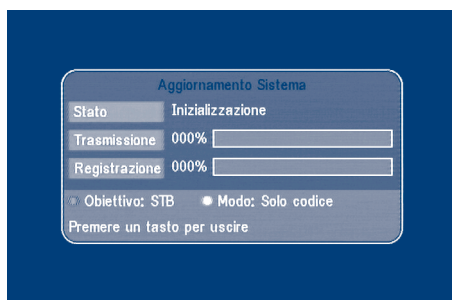 Aggiornamento Sistema
Stato Inizializzazione
Trasmissione 000%
Registrazione 000%
Obiettivo: STB Modo: Solo codice
Premere un tasto per uscire